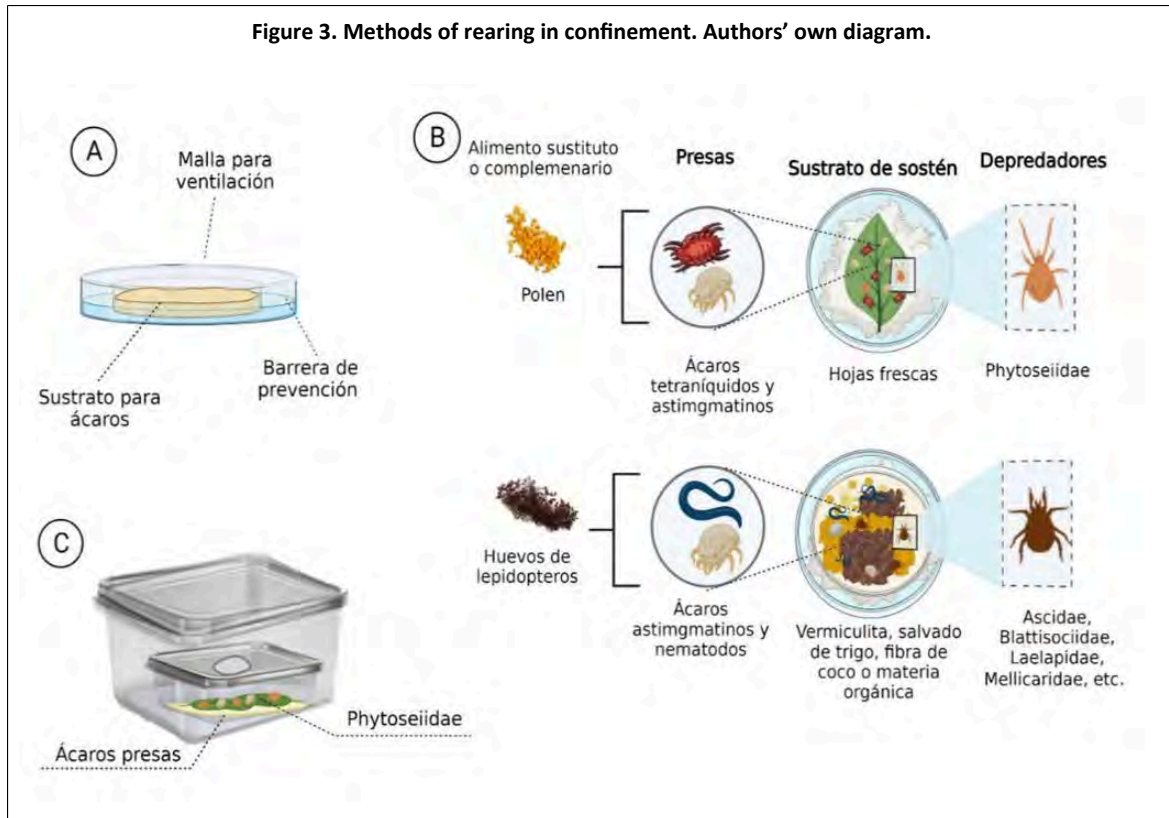 Figure 3. Methods of rearing in confinement. Authors’ own diagram.
A
Malla para
ventilación
Sustrato para
ácaros
Barrera de
prevención
B
Alimento sustituto
o complemenario
Presas
Sustrato de sostén
Depredadores
Polen
Ácaros
tetraníquidos y
astimgmatinos
Hojas frescas
Phytoseiidae
Huevos de
lepidopteros
Ácaros
astimgmatinos y
nematodos
Vermiculita, salvado
de trigo, fibra de
coco o materia
orgánica
Ascidae,
Blattisociidae,
Laelapidae,
Mellicaridae, etc.
C
Phytoseiidae
Ácaros presas